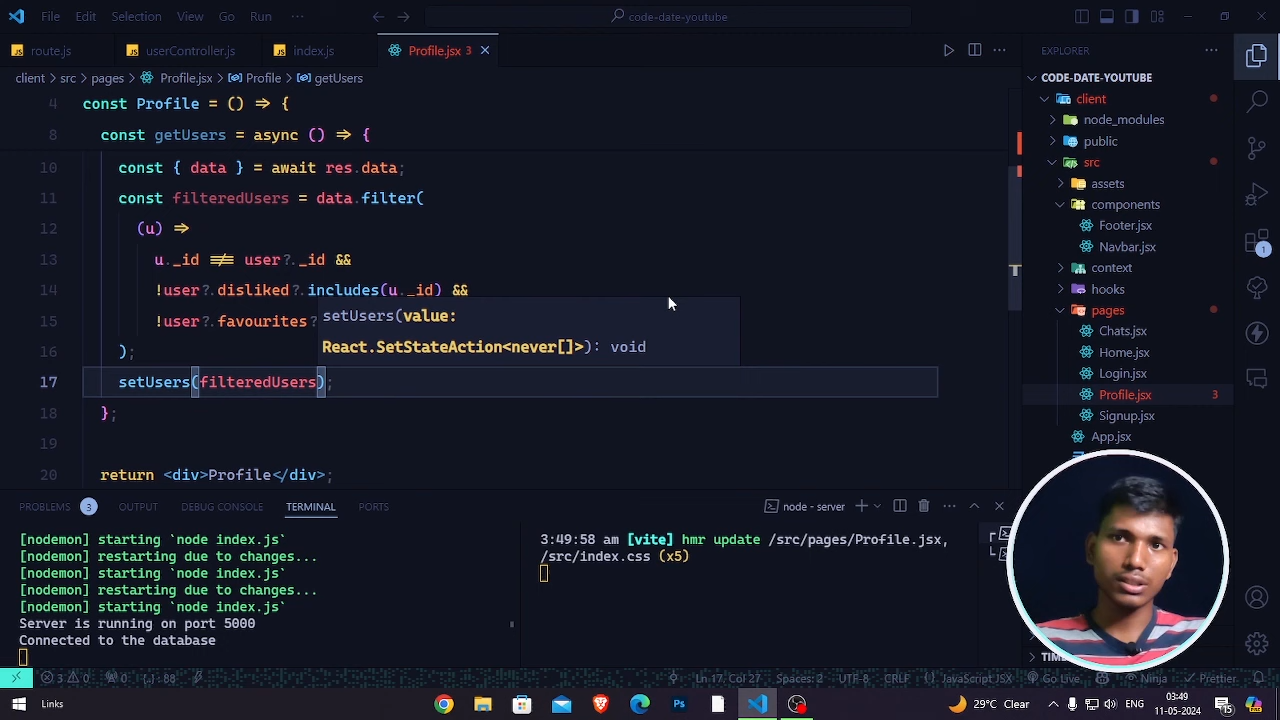 File Edit Selection View Go Run ··· code-date-youtube
route.js userController.js index.js Profile.jsx 3
client > src > pages > Profile.jsx > Profile > getUsers
4 const Profile = () => {
8 const getUsers = async () => {
10 const { data } = await res.data;
11 const filteredUsers = data.filter(
12 (u) =>
13 u._id !== user?._id &&
14 !user?.disliked?.includes(u._id) &&
15 !user?.favourites?
16 );
17 setUsers(filteredUsers);
18 };
19
20 return <div>Profile</div>;
setUsers(value:
React.SetStateAction<never[]>): void
EXPLORER
CODE-DATE-YOUTUBE
client
node_modules
public
src
assets
components
Footer.jsx
Navbar.jsx
context
hooks
pages
Chats.jsx
Home.jsx
Login.jsx
Profile.jsx 3
Signup.jsx
App.jsx
1
PROBLEMS 3 OUTPUT DEBUG CONSOLE TERMINAL PORTS node - server
[nodemon] starting `node index.js`
[nodemon] restarting due to changes...
[nodemon] starting `node index.js`
[nodemon] restarting due to changes...
[nodemon] starting `node index.js`
Server is running on port 5000
Connected to the database
3:49:58 am [vite] hmr update /src/pages/Profile.jsx,
/src/index.css (x5)
3 0 0 {..}: 88 Ln 17, Col 27 Spaces: 2 UTF-8 CRLF {} JavaScript JSX Go Live Ninja Prettier
Links 29°C Clear 03:49
11-05-2024